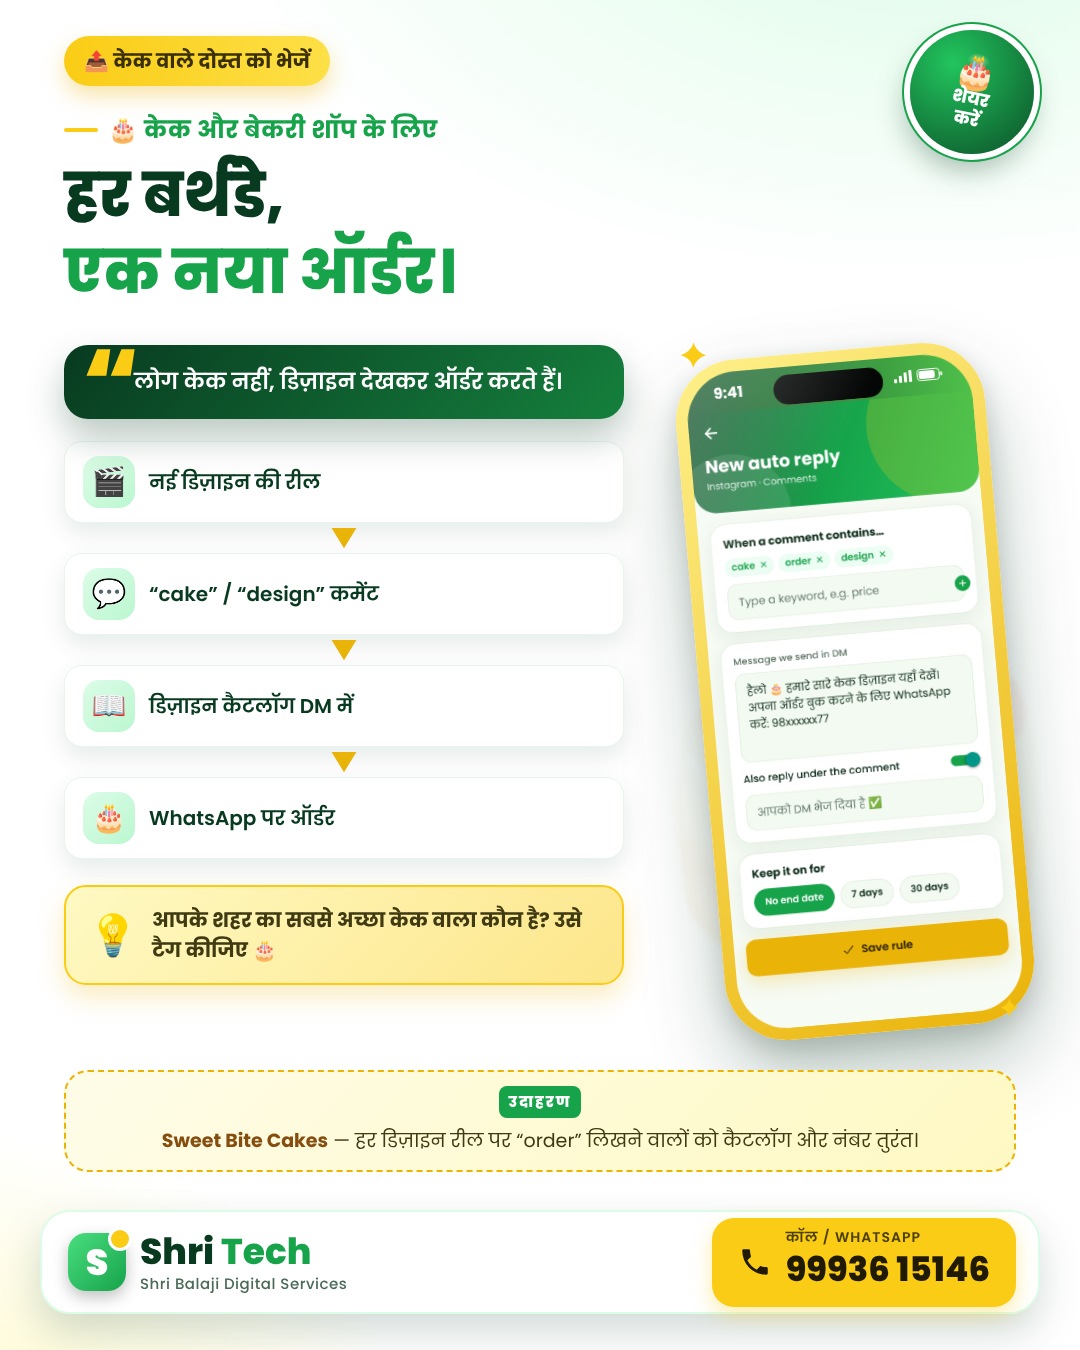 📤 केक वाले दोस्त को भेजें
🎂 शेयर
करें
🎂 केक और बेकरी शॉप के लिए
हर बर्थडे,
एक नया ऑर्डर।
“लोग केक नहीं, डिज़ाइन देखकर ऑर्डर करते हैं।
🎬 नई डिज़ाइन की रील
💬 “cake” / “design” कमेंट
📖 डिज़ाइन कैटलॉग DM में
🎂 WhatsApp पर ऑर्डर
💡 आपके शहर का सबसे अच्छा केक वाला कौन है? उसे
टैग कीजिए 🎂
9:41
←
New auto reply
Instagram · Comments
When a comment contains…
cake × order × design ×
Type a keyword, e.g. price +
Message we send in DM
हैलो 🎂 हमारे सारे केक डिज़ाइन यहाँ देखें।
अपना ऑर्डर बुक करने के लिए WhatsApp
करें: 98xxxxxx77
Also reply under the comment
आपको DM भेज दिया है ✅
Keep it on for
No end date 7 days 30 days
✓ Save rule
उदाहरण
Sweet Bite Cakes — हर डिज़ाइन रील पर “order” लिखने वालों को कैटलॉग और नंबर तुरंत।
S
Shri Tech
Shri Balaji Digital Services
कॉल / WHATSAPP
99936 15146